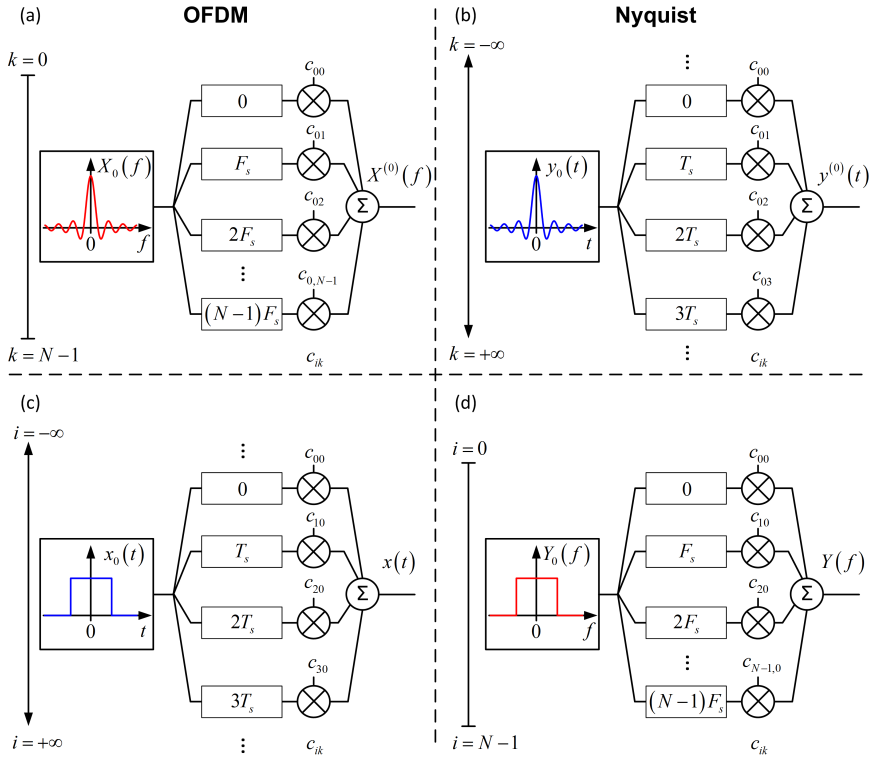 OFDM
Nyquist
(a)
k = 0
k = N − 1
X₀(f)
0
f
0
Fₛ
2Fₛ
⋮
(N−1)Fₛ
c₀₀
c₀₁
c₀₂
c₀,N−1
cᵢₖ
Σ
X⁽⁰⁾(f)
(b)
k = −∞
k = +∞
y₀(t)
0
t
⋮
0
Tₛ
2Tₛ
3Tₛ
⋮
c₀₀
c₀₁
c₀₂
c₀₃
cᵢₖ
Σ
y⁽⁰⁾(t)
(c)
i = −∞
i = +∞
x₀(t)
0
t
⋮
0
Tₛ
2Tₛ
3Tₛ
⋮
c₀₀
c₁₀
c₂₀
c₃₀
cᵢₖ
Σ
x(t)
(d)
i = 0
i = N − 1
Y₀(f)
0
f
0
Fₛ
2Fₛ
⋮
(N−1)Fₛ
c₀₀
c₁₀
c₂₀
c_N−1,0
cᵢₖ
Σ
Y(f)